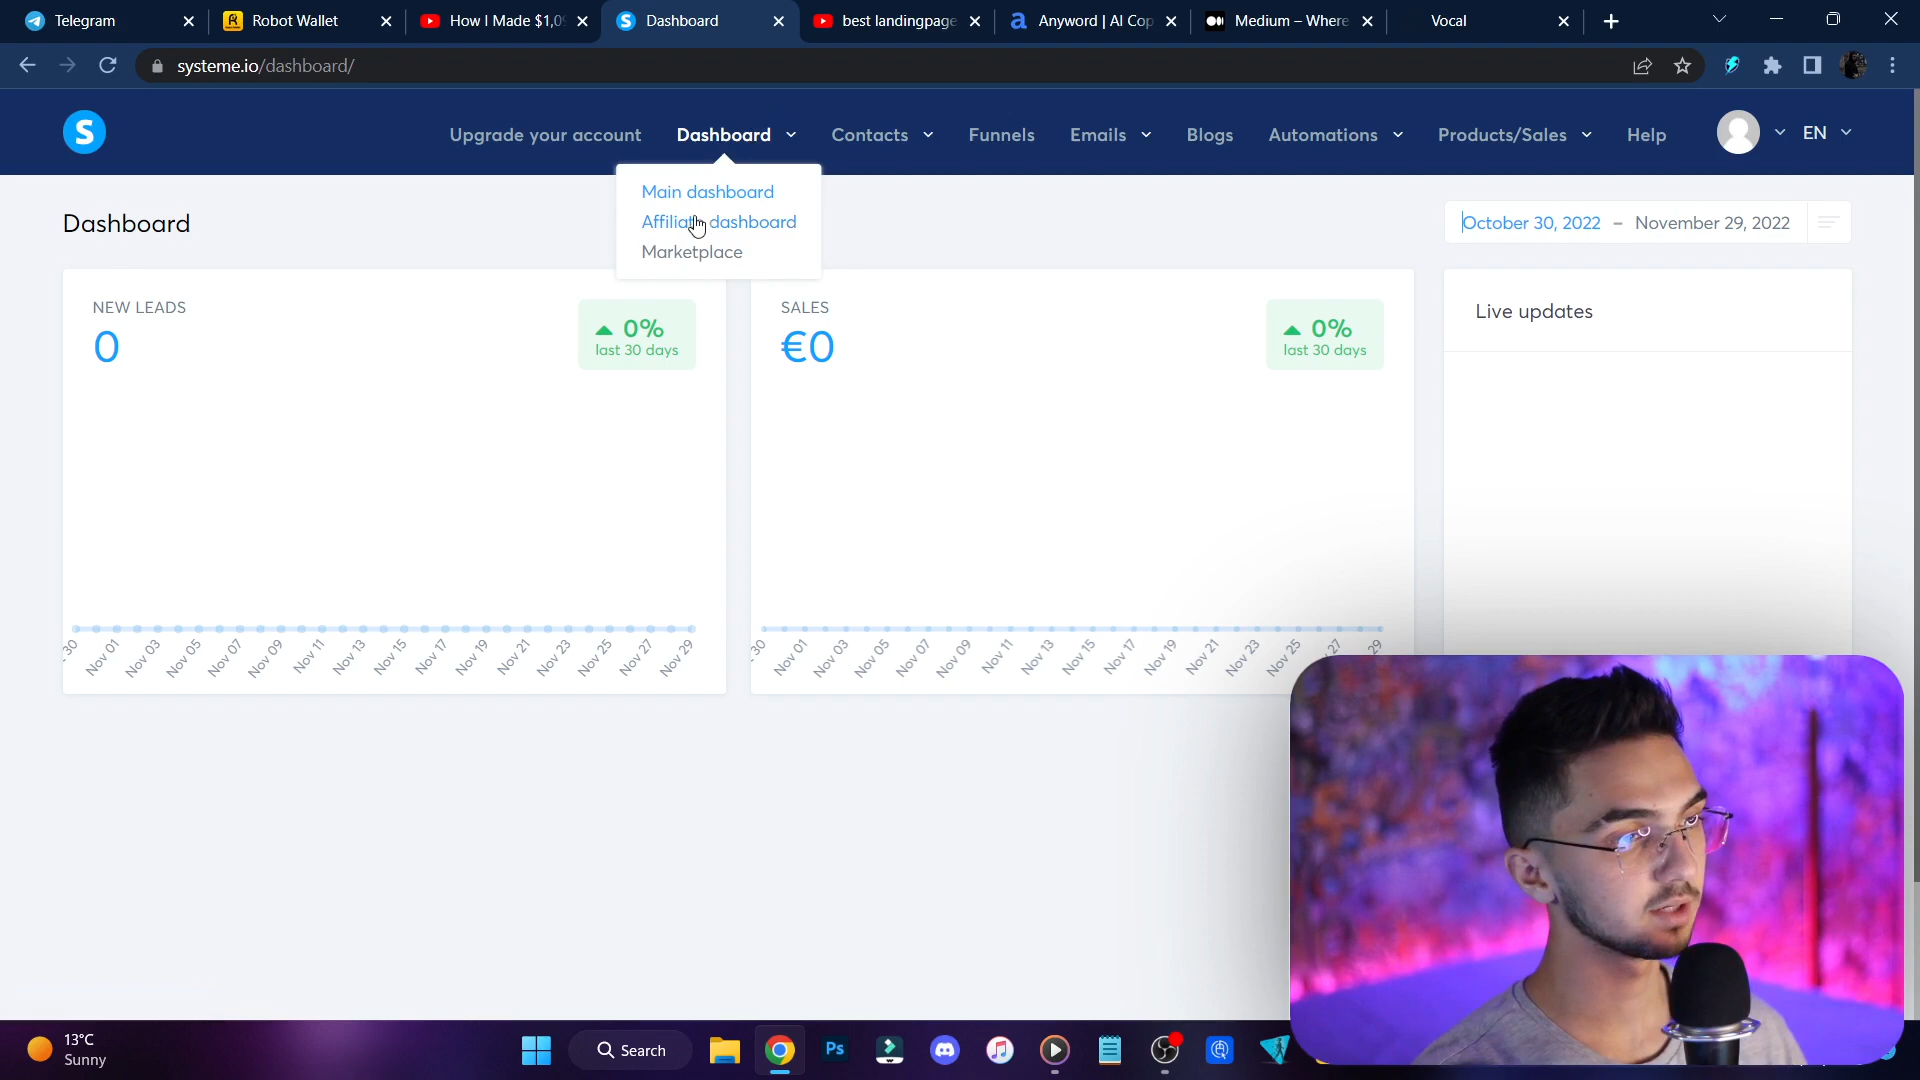 Telegram
Robot Wallet
How I Made $1,09
Dashboard
best landingpage
Anyword | AI Cop
Medium – Where
Vocal
systeme.io/dashboard/
Upgrade your account
Dashboard
Contacts
Funnels
Emails
Blogs
Automations
Products/Sales
Help
EN
Main dashboard
Affiliate dashboard
Marketplace
Dashboard
October 30, 2022 – November 29, 2022
NEW LEADS
0
0%
last 30 days
SALES
€0
0%
last 30 days
Live updates
30 Nov 01 Nov 03 Nov 05 Nov 07 Nov 09 Nov 11 Nov 13 Nov 15 Nov 17 Nov 19 Nov 21 Nov 23 Nov 25 Nov 27 Nov 29
30 Nov 01 Nov 03 Nov 05 Nov 07 Nov 09 Nov 11 Nov 13 Nov 15 Nov 17 Nov 19 Nov 21 Nov 23 Nov 25 27 29
13°C
Sunny
Search
Ps